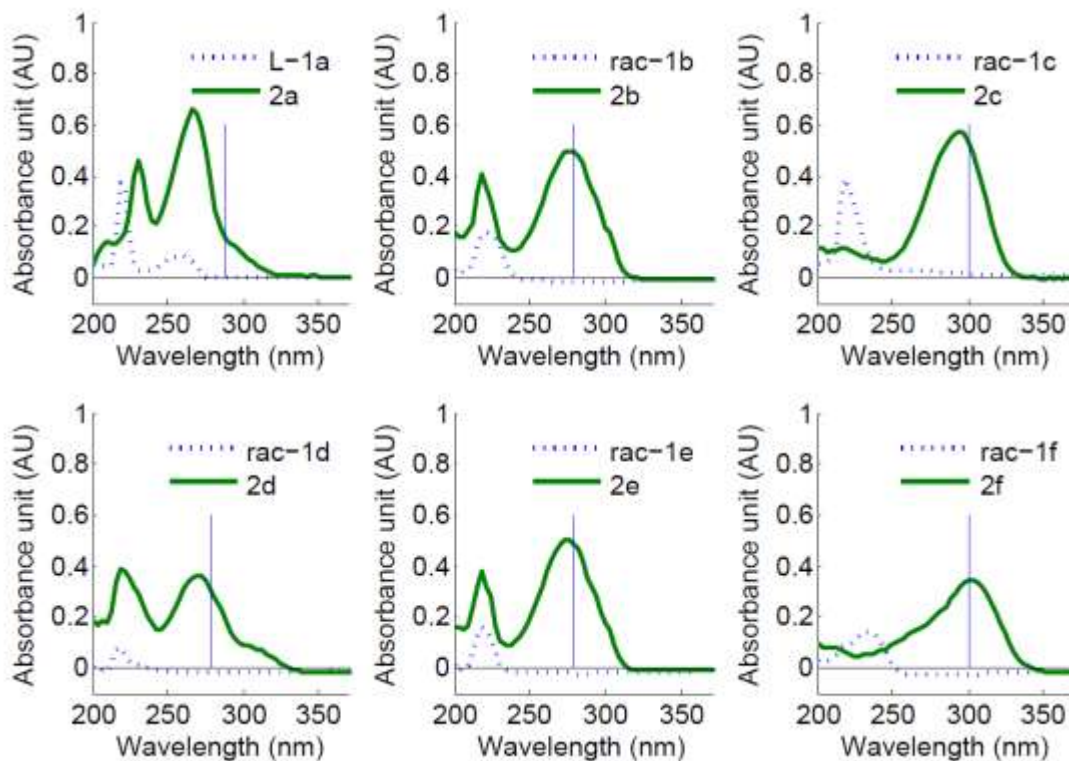 Absorbance unit (AU)
1
0.8
0.6
0.4
0.2
0
L-1a
2a
200 250 300 350
Wavelength (nm)
Absorbance unit (AU)
1
0.8
0.6
0.4
0.2
0
rac-1b
2b
200 250 300 350
Wavelength (nm)
Absorbance unit (AU)
1
0.8
0.6
0.4
0.2
0
rac-1c
2c
200 250 300 350
Wavelength (nm)
Absorbance unit (AU)
1
0.8
0.6
0.4
0.2
0
rac-1d
2d
200 250 300 350
Wavelength (nm)
Absorbance unit (AU)
1
0.8
0.6
0.4
0.2
0
rac-1e
2e
200 250 300 350
Wavelength (nm)
Absorbance unit (AU)
1
0.8
0.6
0.4
0.2
0
rac-1f
2f
200 250 300 350
Wavelength (nm)